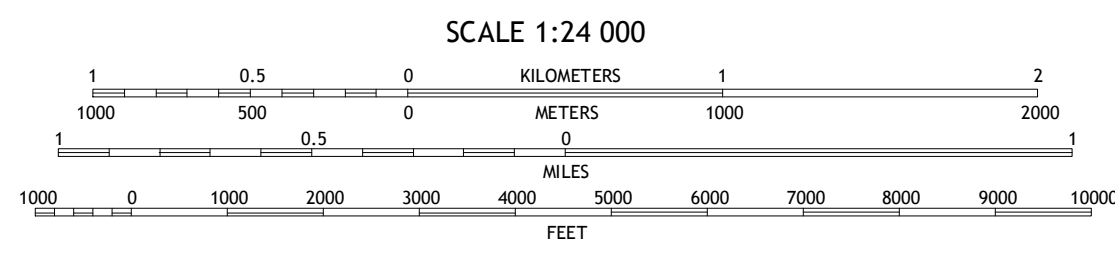 SCALE 1:24 000
1 0.5 0 KILOMETERS 1 2
1000 500 0 METERS 1000 2000
1 0.5 0 1
MILES
1000 0 1000 2000 3000 4000 5000 6000 7000 8000 9000 10000
FEET